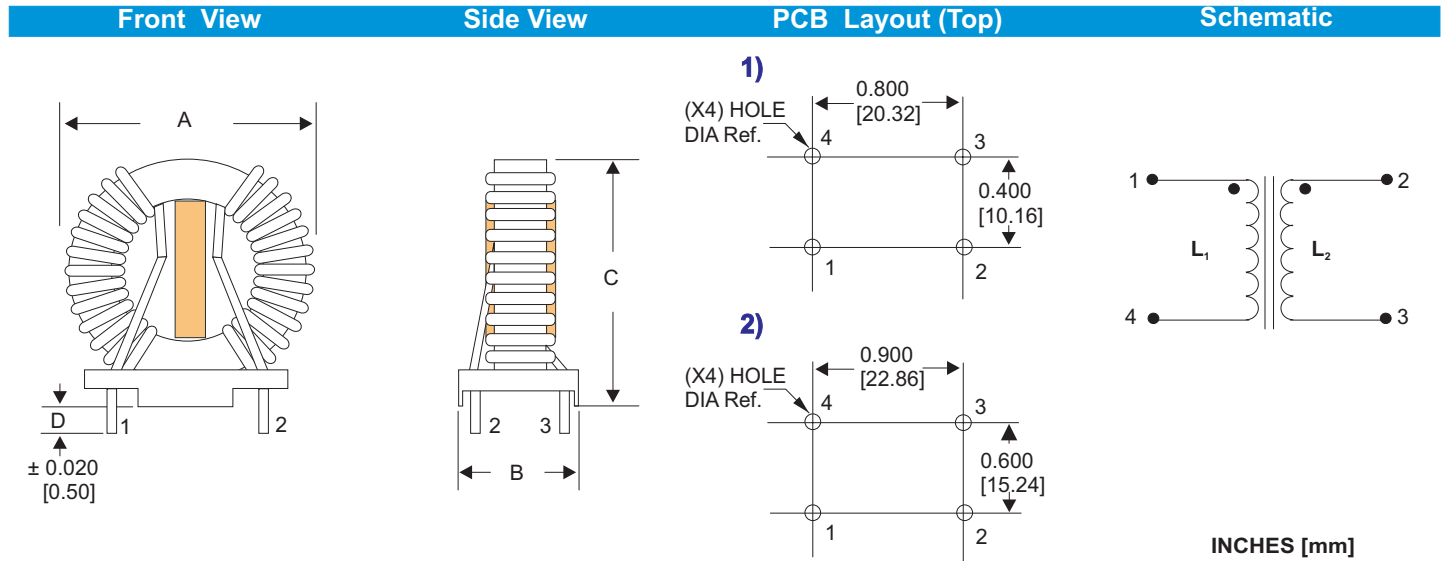 Front View
Side View
PCB Layout (Top)
Schematic
A
D
1
2
± 0.020
[0.50]
C
2
3
B
1)
(X4) HOLE
DIA Ref.
0.800
[20.32]
4
3
0.400
[10.16]
1
2
2)
(X4) HOLE
DIA Ref.
0.900
[22.86]
4
3
0.600
[15.24]
1
2
1
2
L₁
L₂
4
3
INCHES [mm]